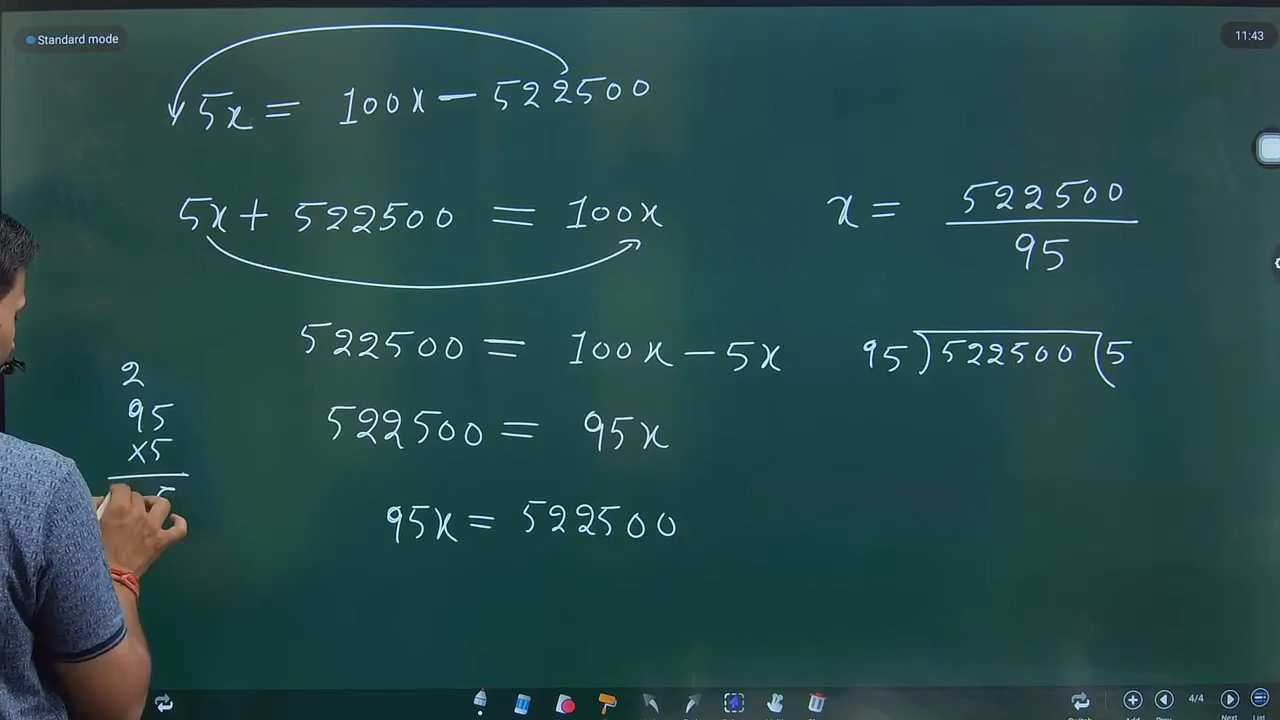 Standard mode
11:43
5x = 100x - 522500
5x + 522500 = 100x
522500 = 100x - 5x
522500 = 95x
95x = 522500
x = 522500
95
95)522500(5
2
95
x5
5
4/4